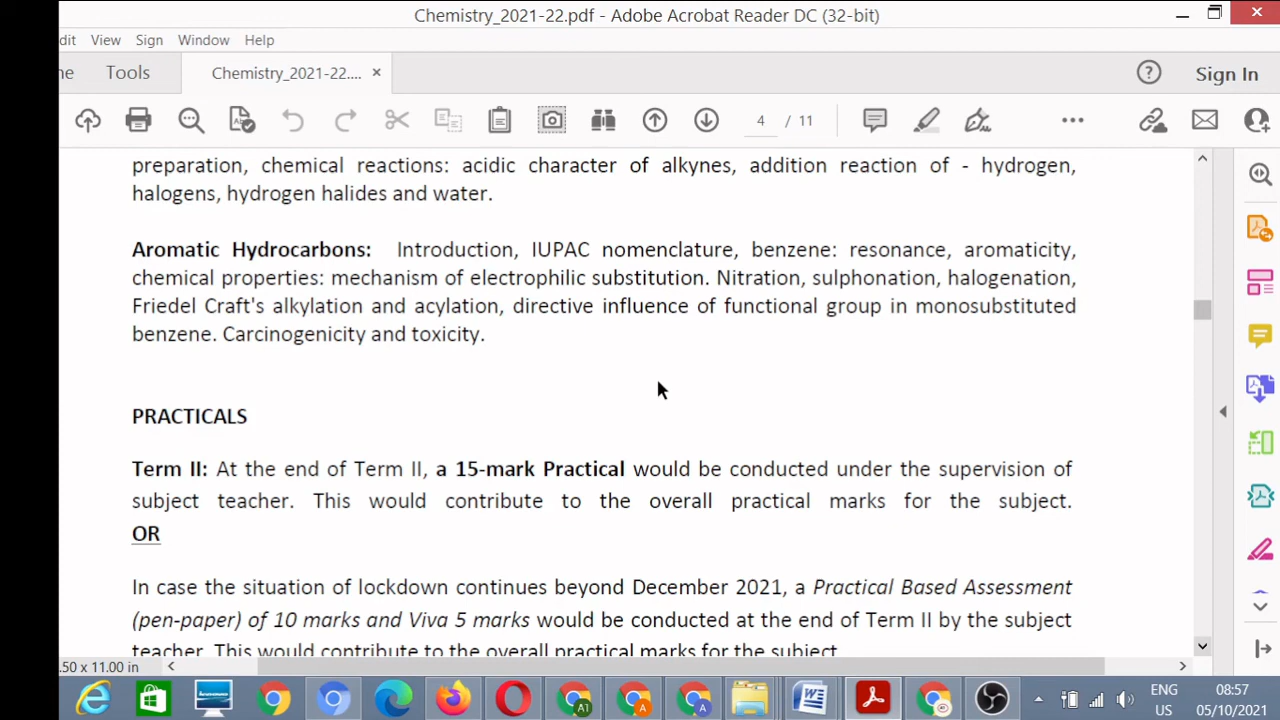 Chemistry_2021-22.pdf - Adobe Acrobat Reader DC (32-bit)
dit View Sign Window Help
me Tools Chemistry_2021-22.... × Sign In
4 / 11
preparation, chemical reactions: acidic character of alkynes, addition reaction of - hydrogen,
halogens, hydrogen halides and water.
Aromatic Hydrocarbons: Introduction, IUPAC nomenclature, benzene: resonance, aromaticity,
chemical properties: mechanism of electrophilic substitution. Nitration, sulphonation, halogenation,
Friedel Craft's alkylation and acylation, directive influence of functional group in monosubstituted
benzene. Carcinogenicity and toxicity.
PRACTICALS
Term II: At the end of Term II, a 15-mark Practical would be conducted under the supervision of
subject teacher. This would contribute to the overall practical marks for the subject.
OR
In case the situation of lockdown continues beyond December 2021, a Practical Based Assessment
(pen-paper) of 10 marks and Viva 5 marks would be conducted at the end of Term II by the subject
teacher. This would contribute to the overall practical marks for the subject.
.50 x 11.00 in
ENG 08:57
US 05/10/2021